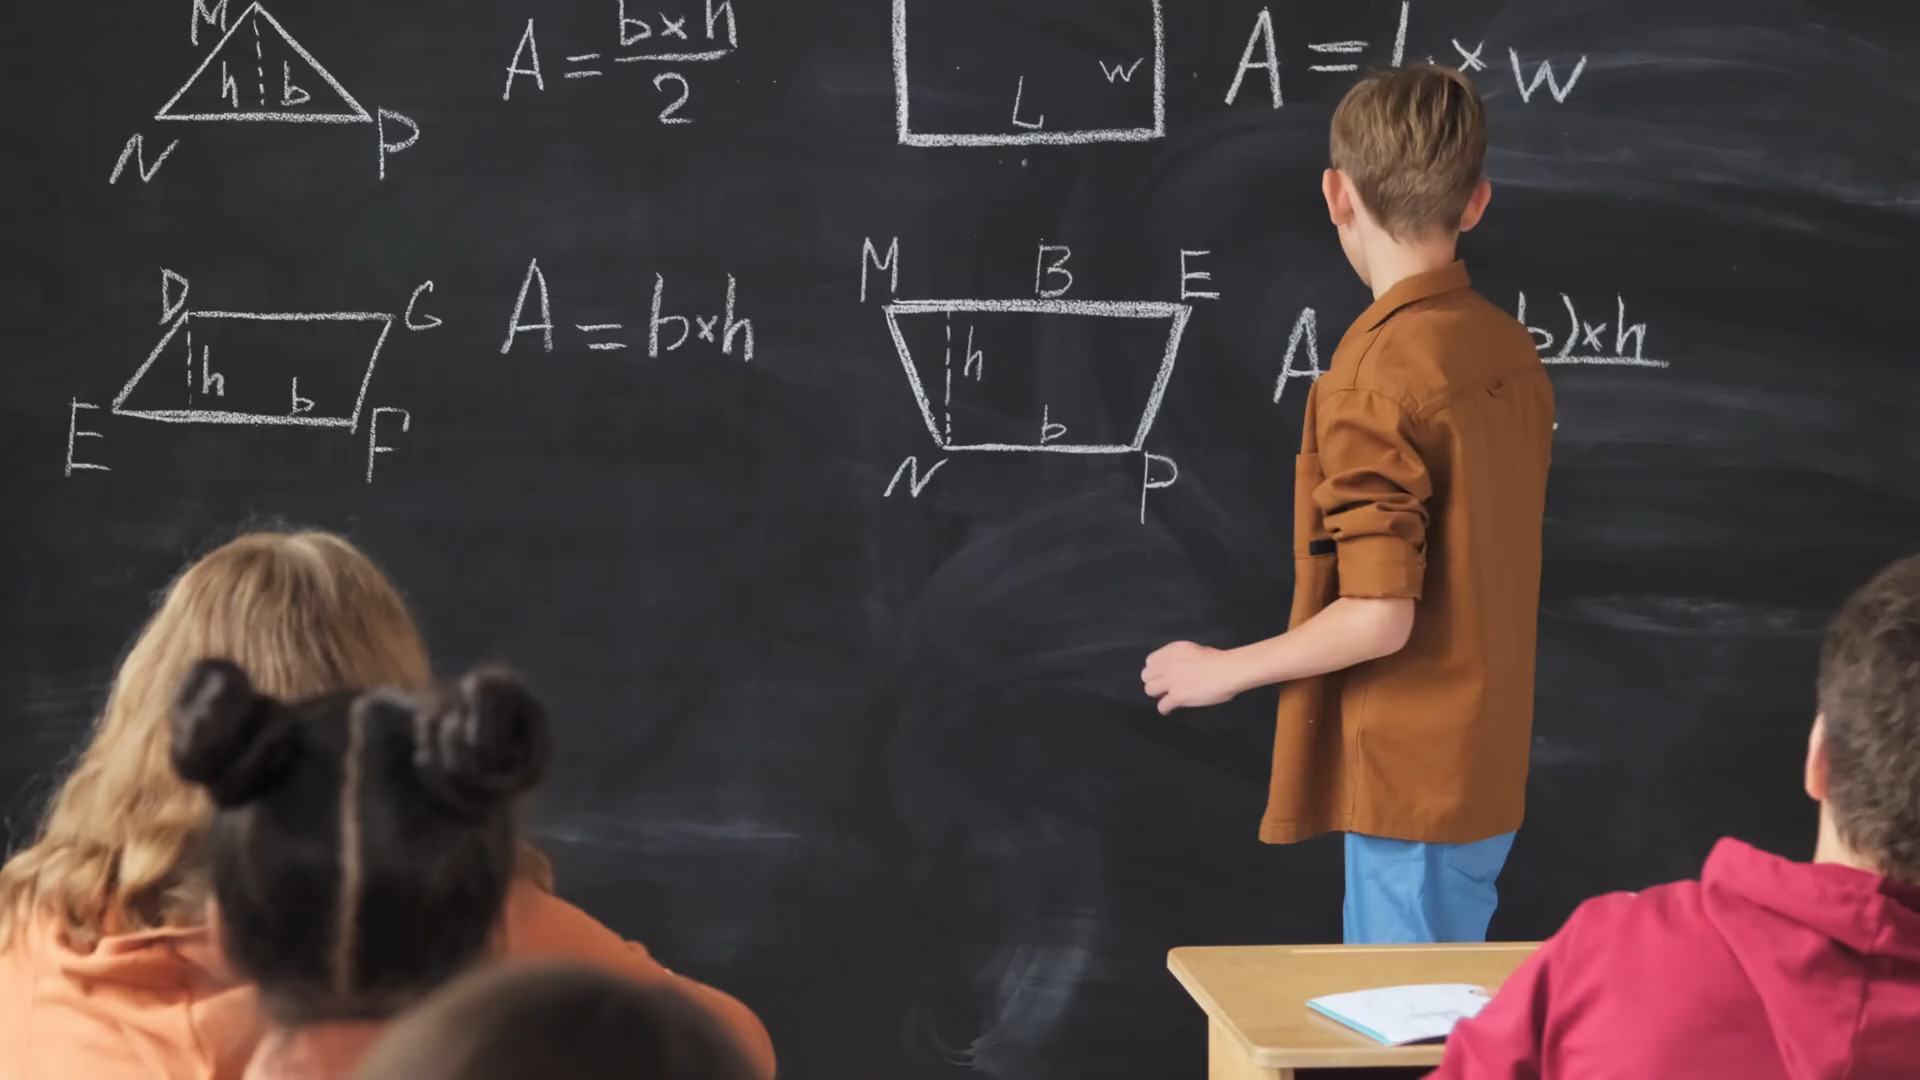 M
h b
N P
A = b×h/2
L W
A = L × W
D G
h b
E F
A = b×h
M B E
h
b
N P
A b)×h